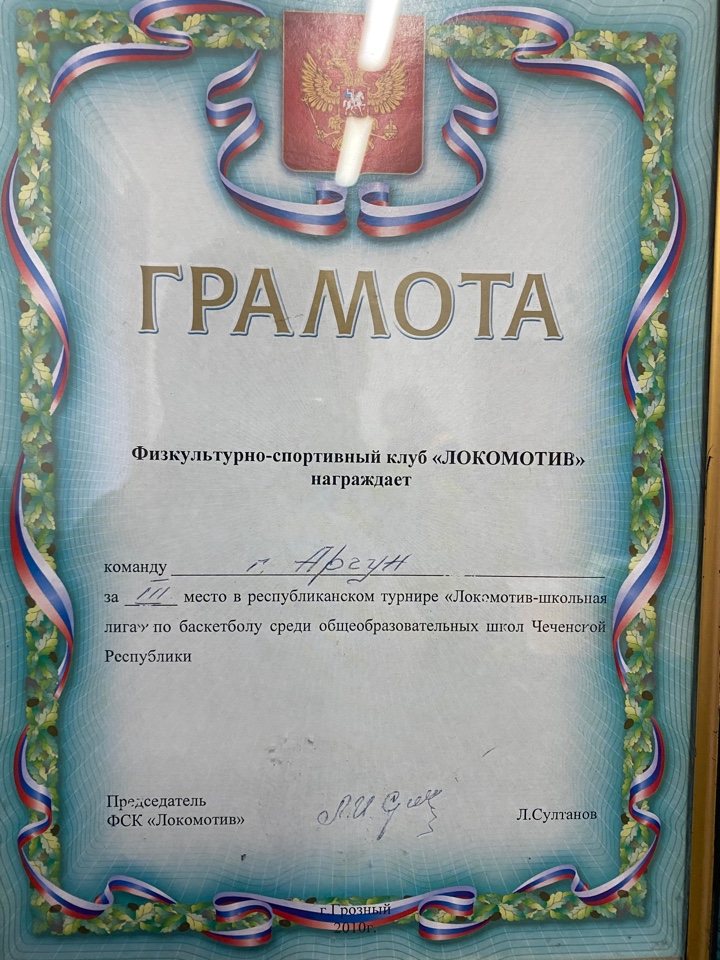 ГРАМОТА
Физкультурно-спортивный клуб «ЛОКОМОТИВ»
награждает
команду г. Аргун
за III место в республиканском турнире «Локомотив-школьная
лига» по баскетболу среди общеобразовательных школ Чеченской
Республики
Председатель
ФСК «Локомотив» Л.Султанов
г.Грозный
2010г.